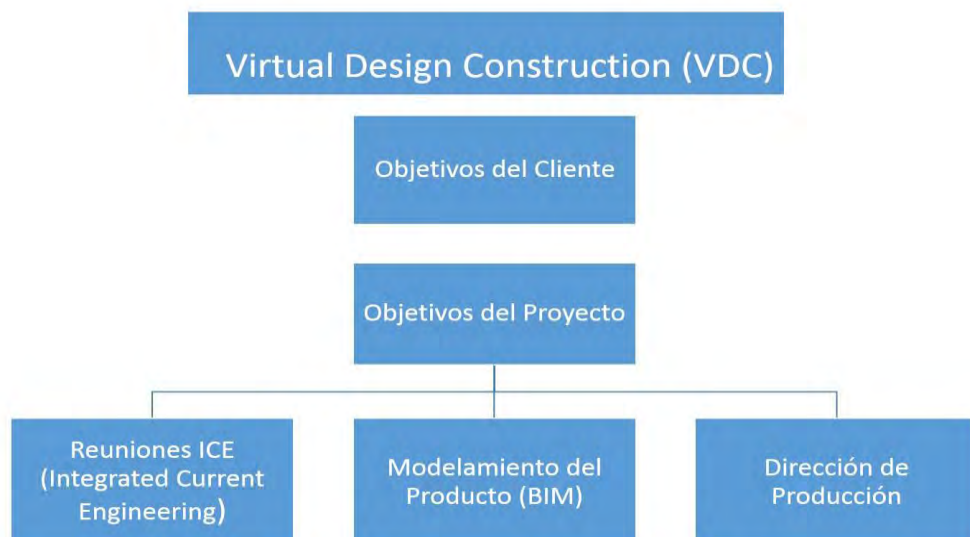 Virtual Design Construction (VDC)
Objetivos del Cliente
Objetivos del Proyecto
Reuniones ICE
(Integrated Current
Engineering)
Modelamiento del
Producto (BIM)
Dirección de
Producción